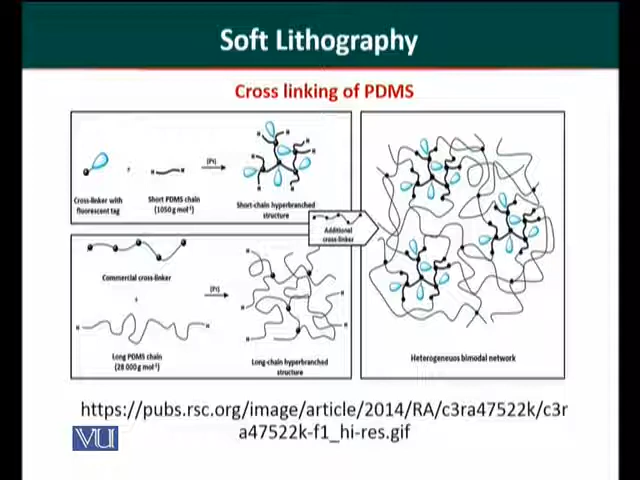 Soft Lithography
Cross linking of PDMS
+
[Pt]
Cross-linker with
fluorescent tag
Short PDMS chain
(1050 g mol⁻¹)
Short-chain hyperbranched
structure
Additional
cross-linker
Commercial cross-linker
+
[Pt]
Long PDMS chain
(28 000 g mol⁻¹)
Long-chain hyperbranched
structure
Heterogeneuos bimodal network
https://pubs.rsc.org/image/article/2014/RA/c3ra47522k/c3r
a47522k-f1_hi-res.gif
VU